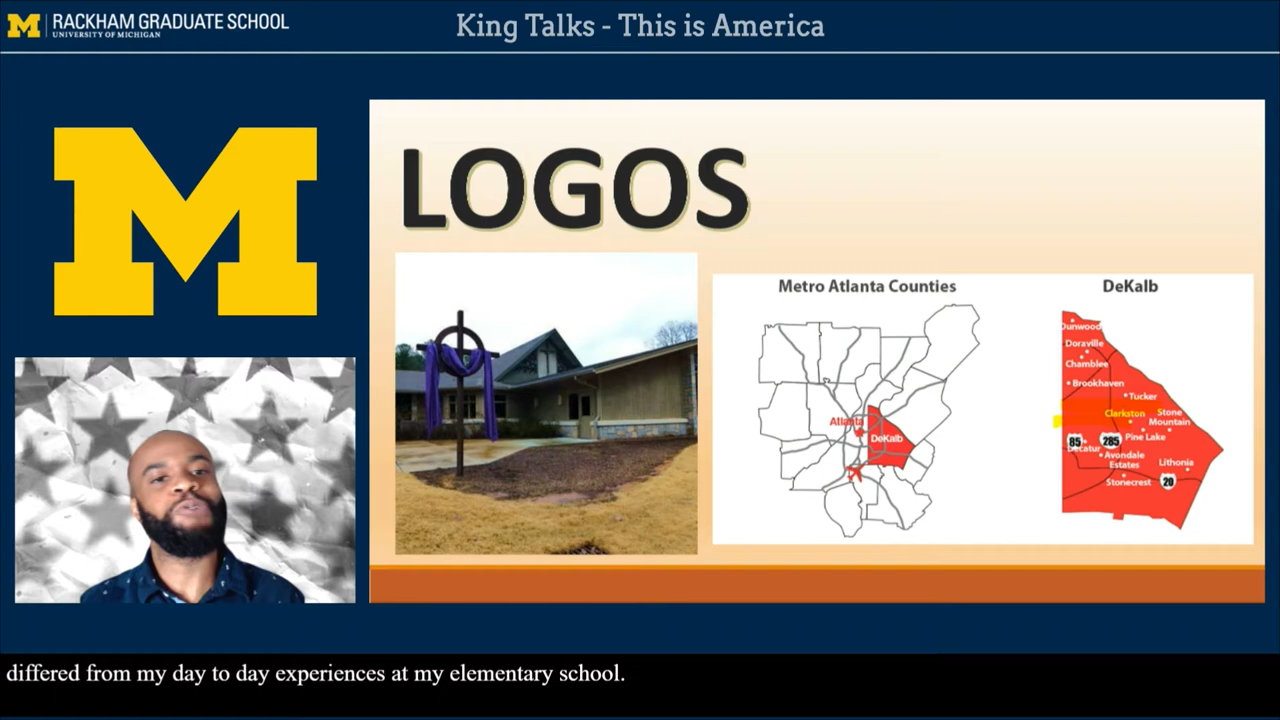 RACKHAM GRADUATE SCHOOL
UNIVERSITY OF MICHIGAN
King Talks - This is America
LOGOS
Metro Atlanta Counties
DeKalb
Atlanta
DeKalb
Dunwood
Doraville
Chamblee
Brookhaven
Tucker
Clarkston
Stone
Mountain
85
285
Pine Lake
Decatur
Avondale
Estates
Lithonia
Stonecrest
20
differed from my day to day experiences at my elementary school.